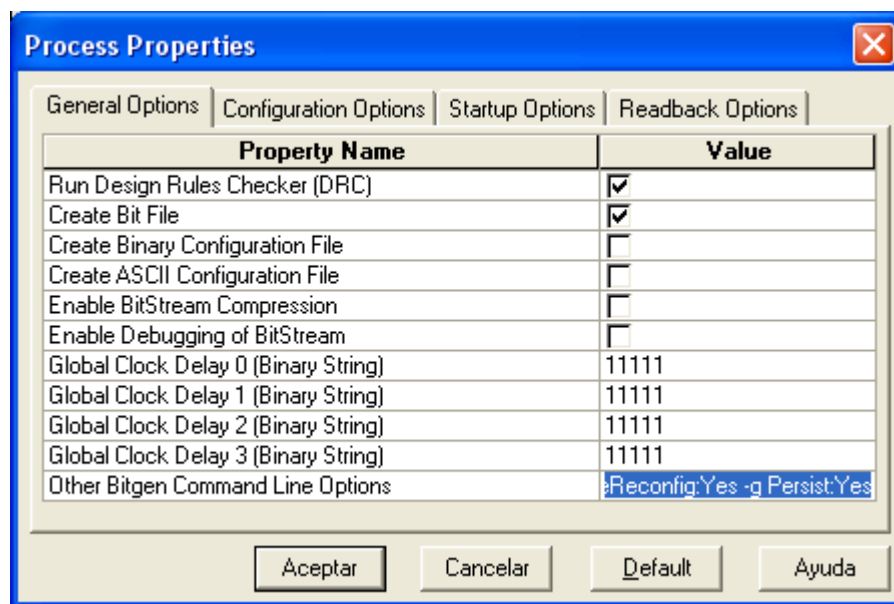 Process Properties
General Options Configuration Options Startup Options Readback Options
Property Name Value
Run Design Rules Checker (DRC)
Create Bit File
Create Binary Configuration File
Create ASCII Configuration File
Enable BitStream Compression
Enable Debugging of BitStream
Global Clock Delay 0 (Binary String) 11111
Global Clock Delay 1 (Binary String) 11111
Global Clock Delay 2 (Binary String) 11111
Global Clock Delay 3 (Binary String) 11111
Other Bitgen Command Line Options eReconfig:Yes -g Persist:Yes
Aceptar Cancelar Default Ayuda